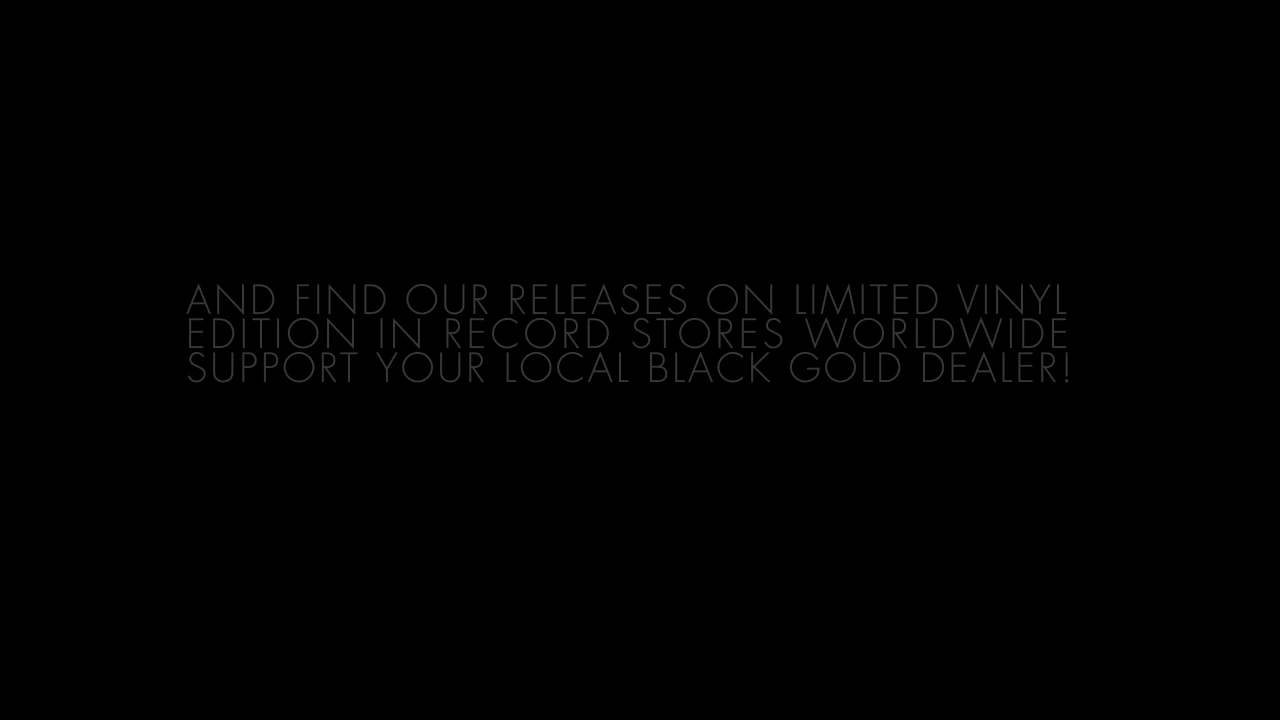 AND FIND OUR RELEASES ON LIMITED VINYL
EDITION IN RECORD STORES WORLDWIDE
SUPPORT YOUR LOCAL BLACK GOLD DEALER!